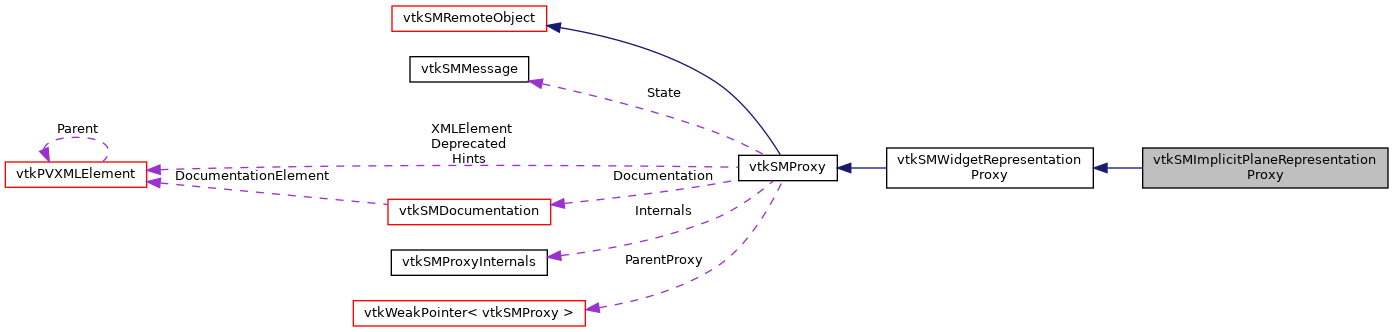 vtkSMRemoteObject
vtkSMMessage
State
Parent
XMLElement
Deprecated
Hints
vtkPVXMLElement
DocumentationElement
Documentation
vtkSMProxy
vtkSMWidgetRepresentation
Proxy
vtkSMImplicitPlaneRepresentation
Proxy
vtkSMDocumentation
Internals
vtkSMProxyInternals
ParentProxy
vtkWeakPointer< vtkSMProxy >